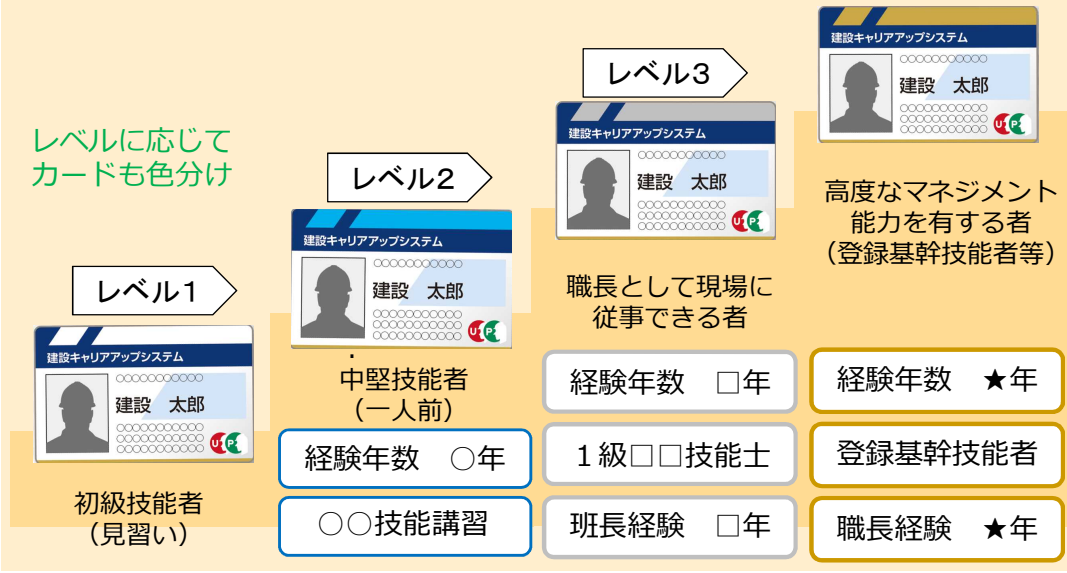 レベルに応じて
カードも色分け
レベル1
建設キャリアアップシステム
○○○○○○○○○○○
建設 太郎
○○○○○○○○○○
○○○○○○○○○○
○○○○○○○○○○
U P
初級技能者
（見習い）
レベル2
建設キャリアアップシステム
○○○○○○○○○○○
建設 太郎
○○○○○○○○○○
○○○○○○○○○○
○○○○○○○○○○
U P
中堅技能者
（一人前）
経験年数 ○年
○○技能講習
レベル3
建設キャリアアップシステム
○○○○○○○○○○○
建設 太郎
○○○○○○○○○○
○○○○○○○○○○
○○○○○○○○○○
U P
職長として現場に
従事できる者
経験年数 □年
１級□□技能士
班長経験 □年
建設キャリアアップシステム
○○○○○○○○○○○
建設 太郎
○○○○○○○○○○
○○○○○○○○○○
○○○○○○○○○○
U P
高度なマネジメント
能力を有する者
（登録基幹技能者等）
経験年数 ★年
登録基幹技能者
職長経験 ★年